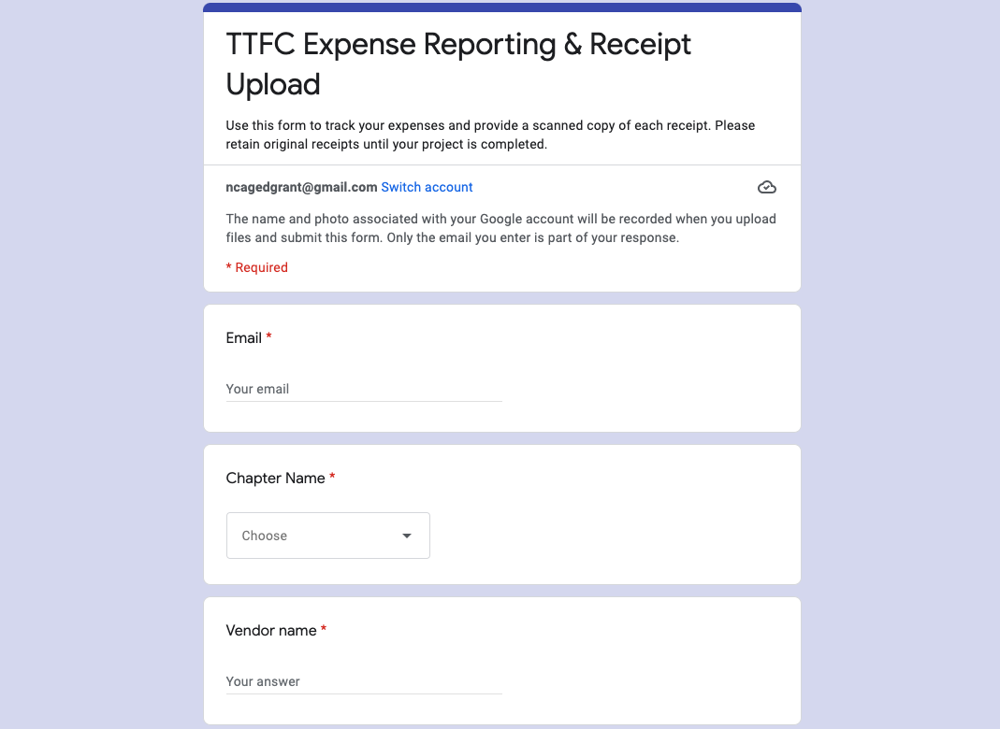 TTFC Expense Reporting & Receipt
Upload
Use this form to track your expenses and provide a scanned copy of each receipt. Please
retain original receipts until your project is completed.
ncagedgrant@gmail.com Switch account
The name and photo associated with your Google account will be recorded when you upload
files and submit this form. Only the email you enter is part of your response.
* Required
Email *
Your email
Chapter Name *
Choose
Vendor name *
Your answer